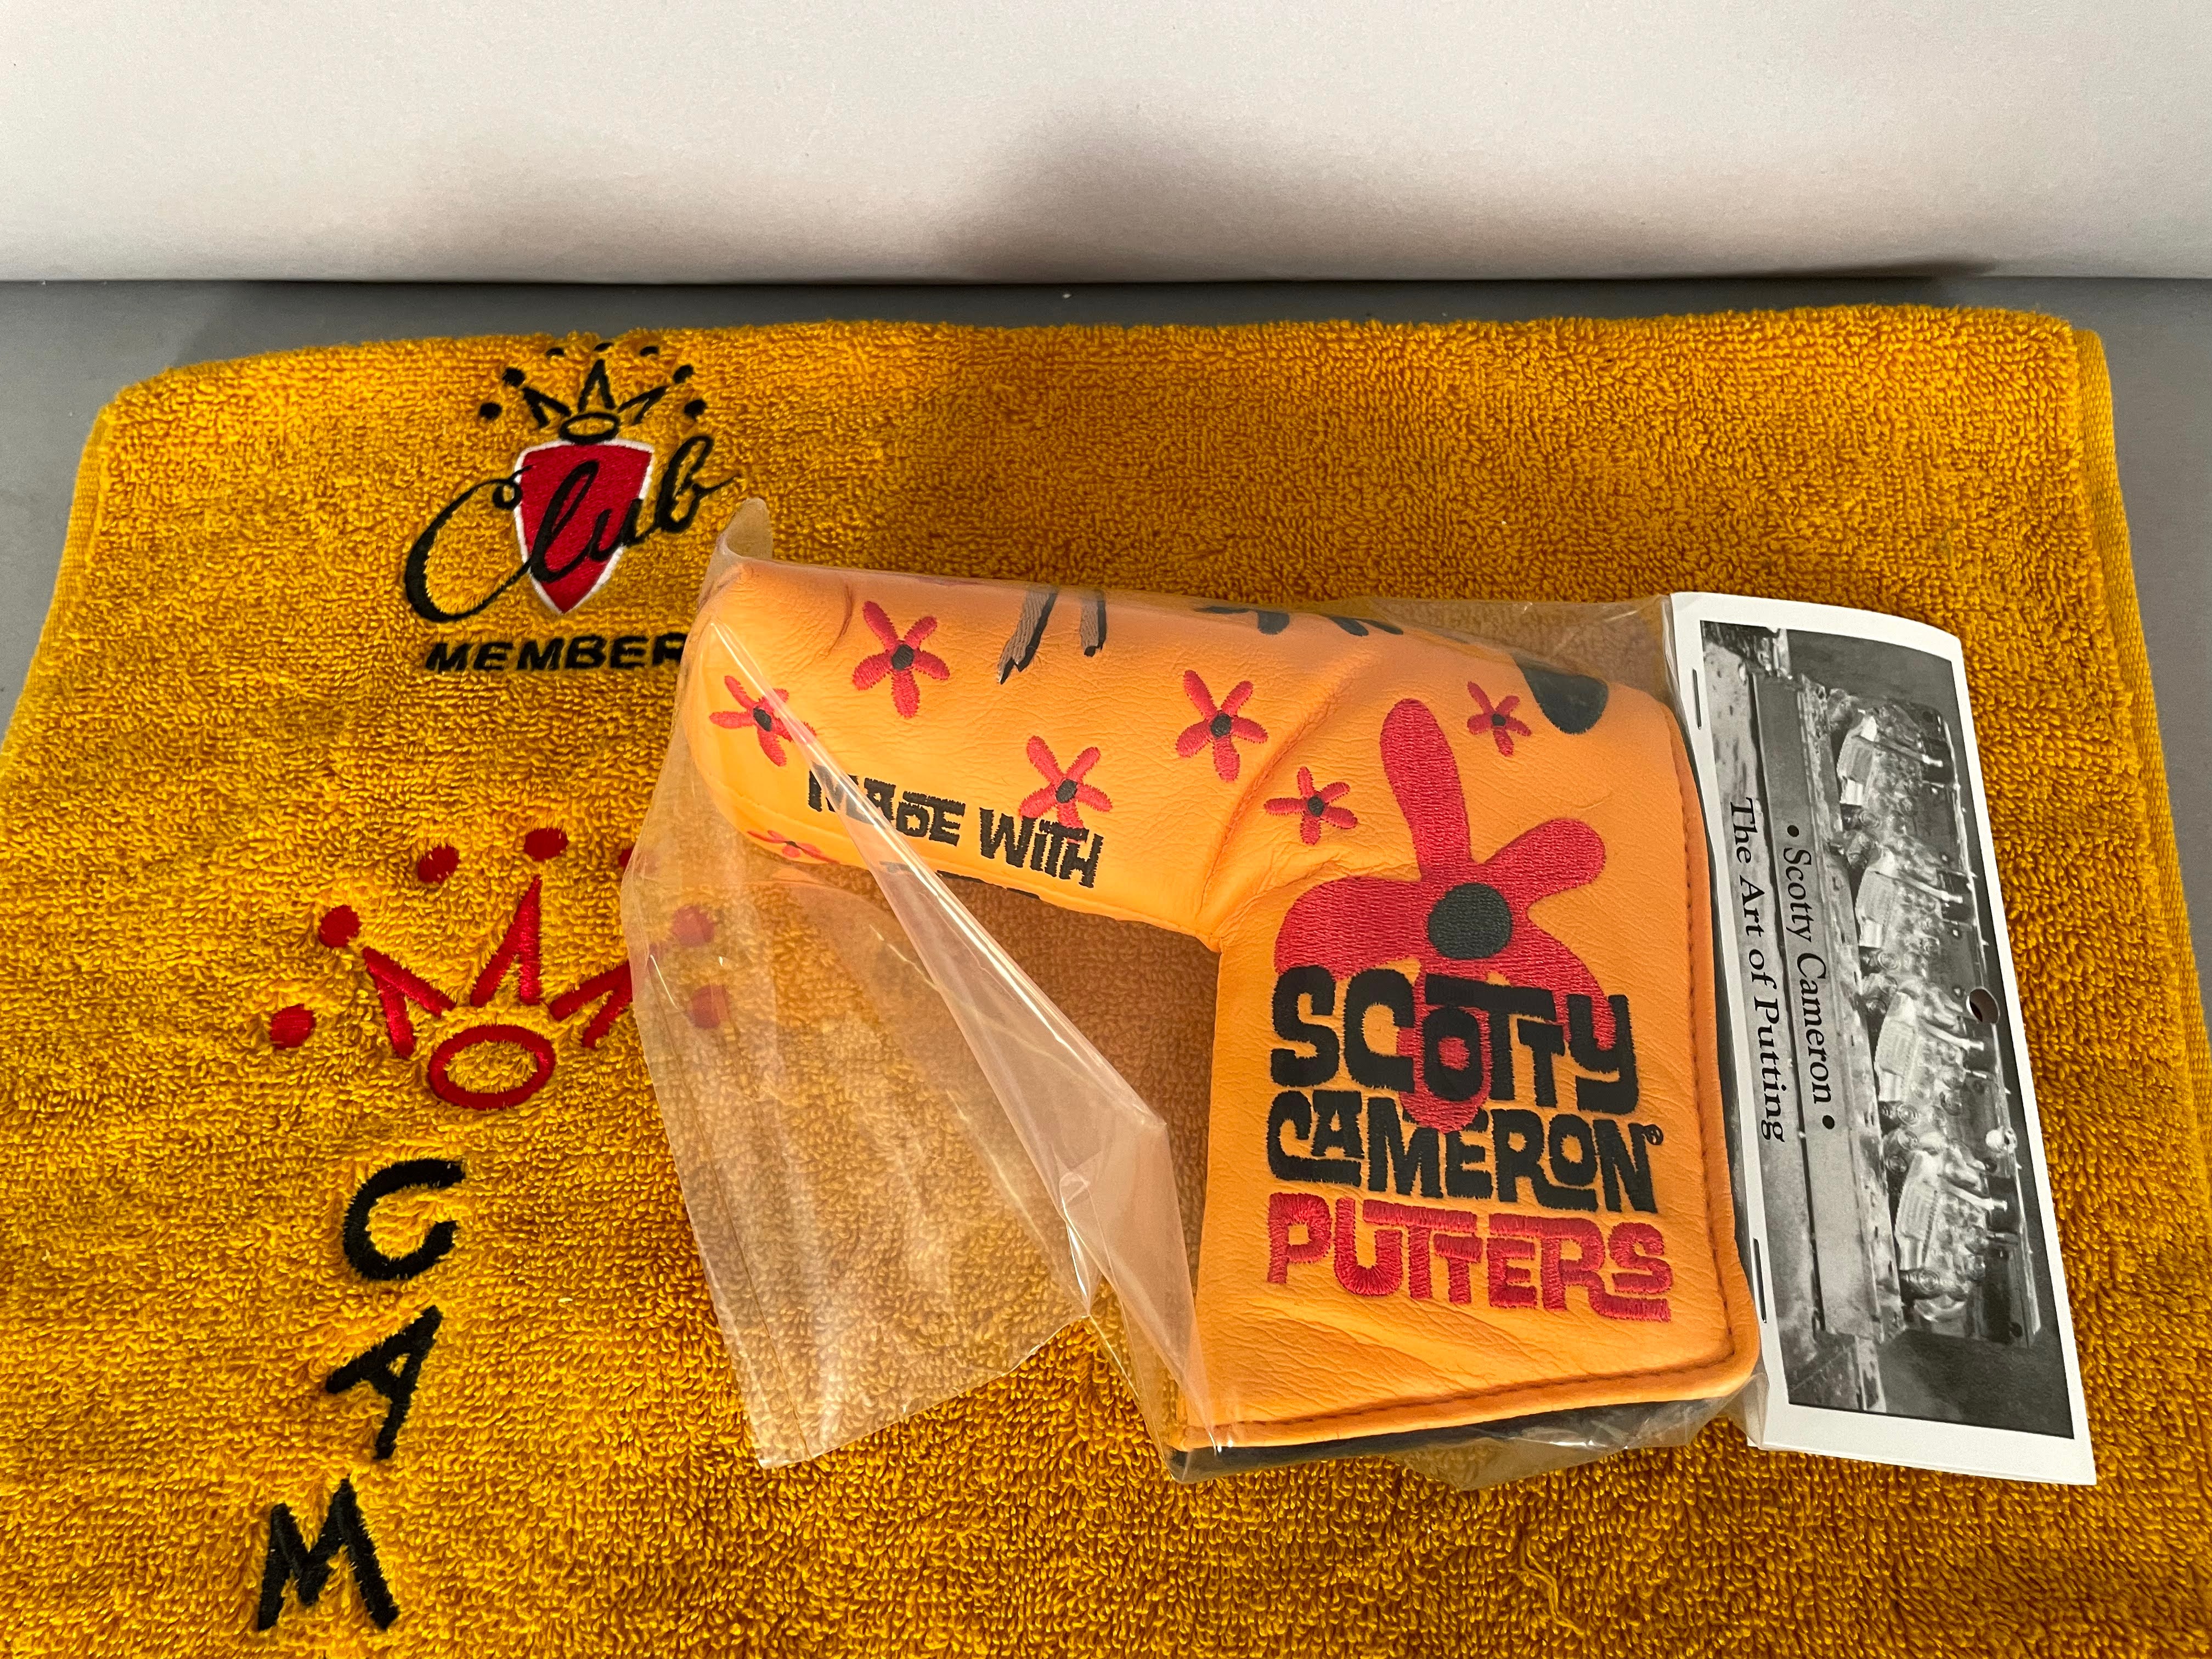 Club
MEMBER
CAM
MADE WITH
SCOTTY
CAMERON®
PUTTERS
• Scotty Cameron •
The Art of Putting